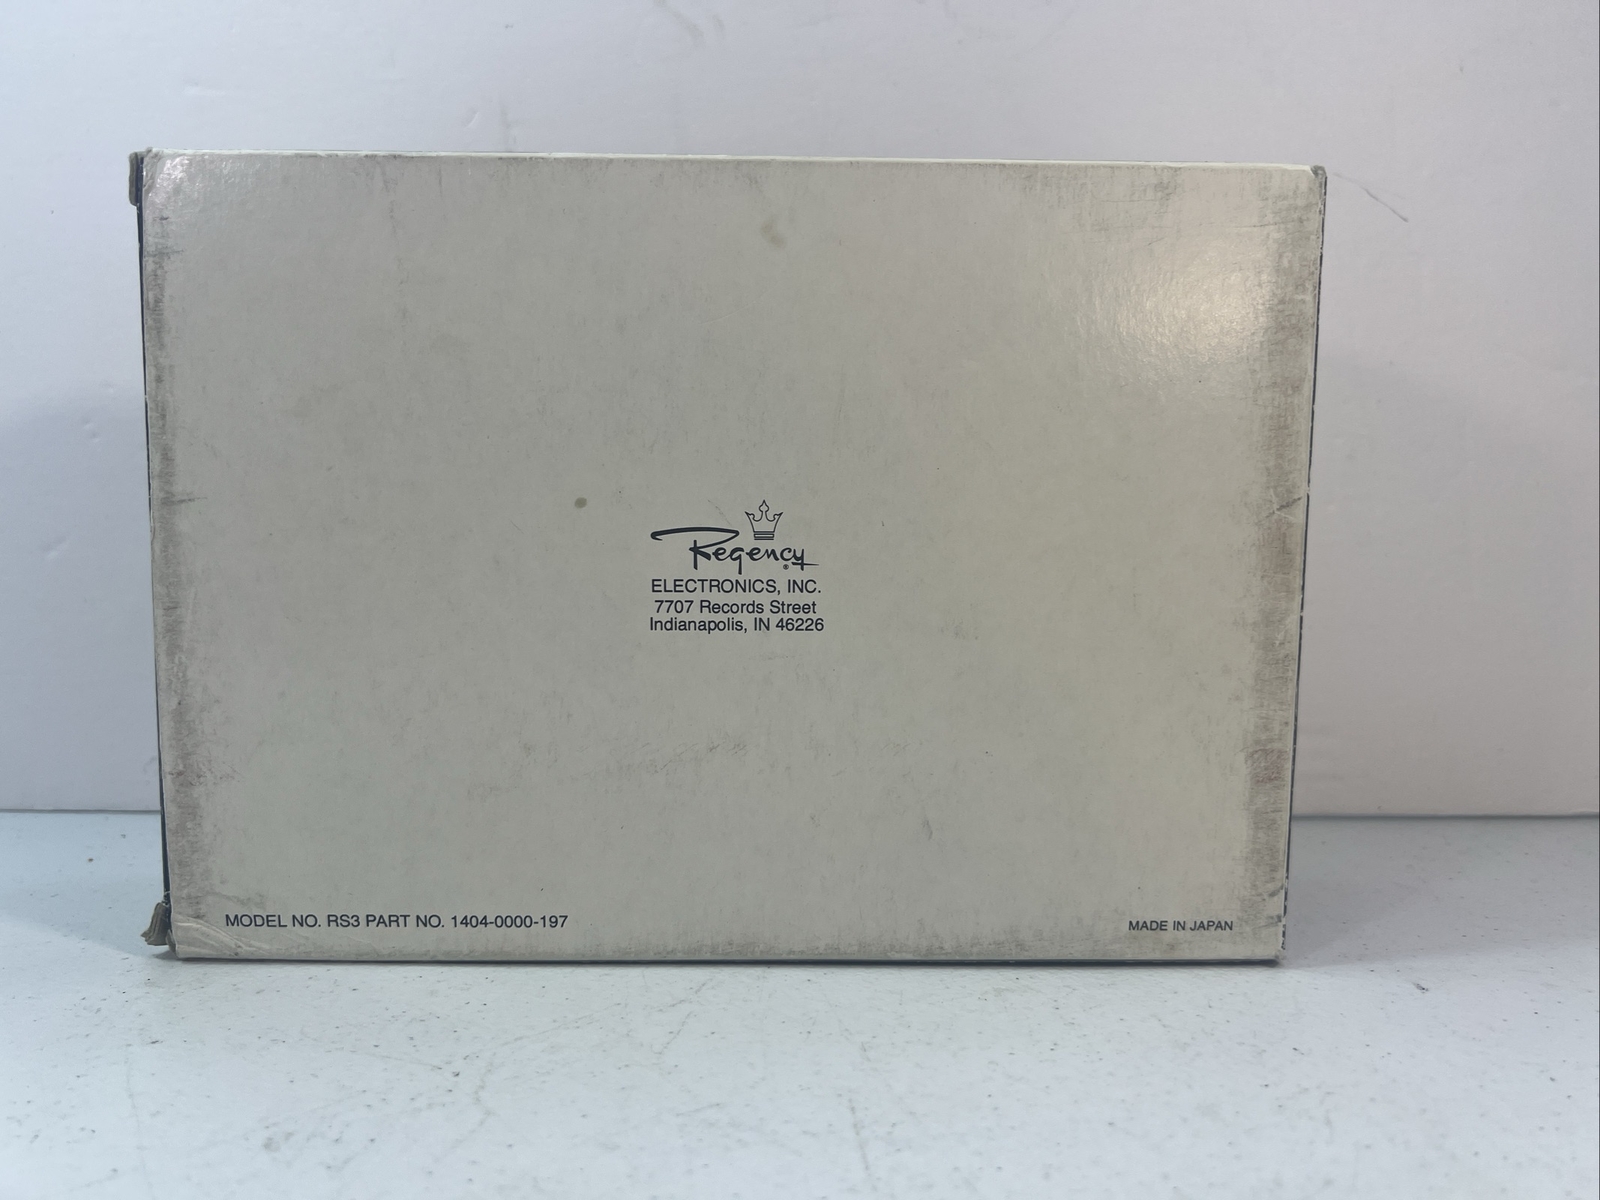 Regency®
ELECTRONICS, INC.
7707 Records Street
Indianapolis, IN 46226
MODEL NO. RS3 PART NO. 1404-0000-197
MADE IN JAPAN